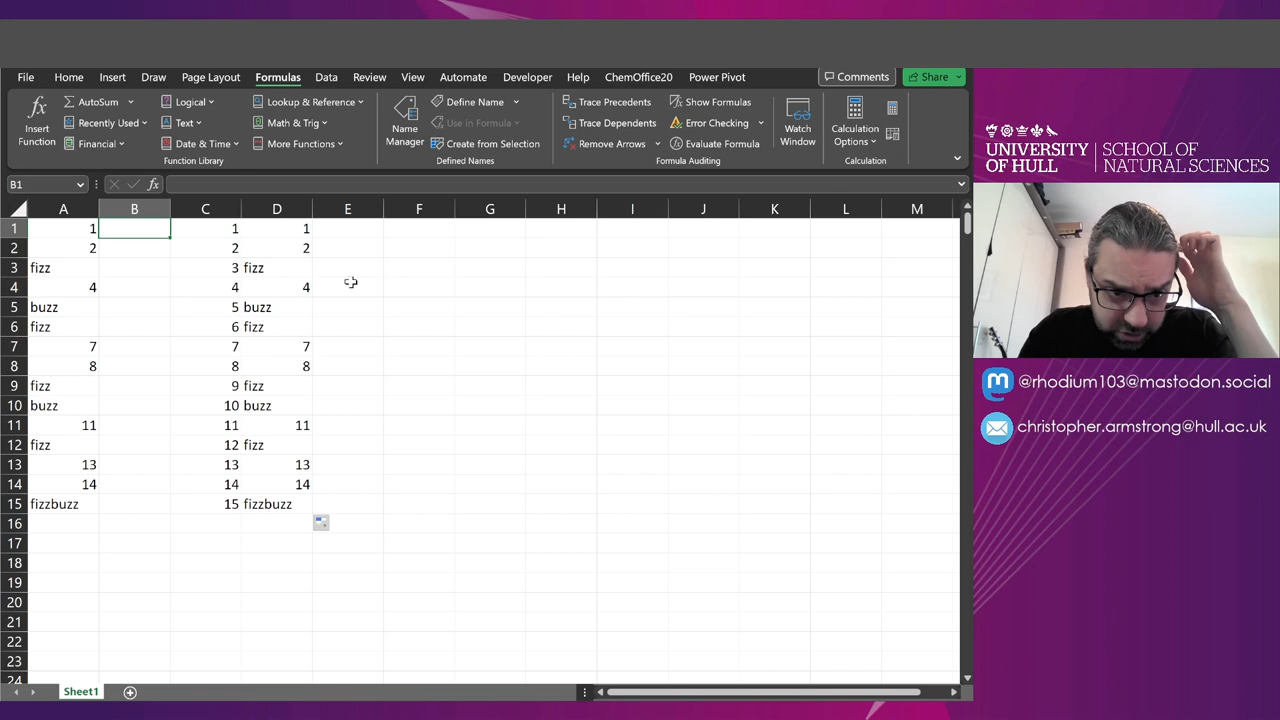 File Home Insert Draw Page Layout Formulas Data Review View Automate Developer Help ChemOffice20 Power Pivot Comments Share
AutoSum Logical Lookup & Reference Define Name Trace Precedents Show Formulas
Insert Function Recently Used Text Math & Trig Name Manager Use in Formula Trace Dependents Error Checking Watch Window Calculation Options
Financial Date & Time More Functions Create from Selection Remove Arrows Evaluate Formula
Function Library Defined Names Formula Auditing Calculation
B1 fx
A B C D E F G H I J K L M
1 1 1 1
2 2 2 2
3 fizz 3 fizz
4 4 4 4
5 buzz 5 buzz
6 fizz 6 fizz
7 7 7 7
8 8 8 8
9 fizz 9 fizz
10 buzz 10 buzz
11 11 11 11
12 fizz 12 fizz
13 13 13 13
14 14 14 14
15 fizzbuzz 15 fizzbuzz
16
17
18
19
20
21
22
23
24
Sheet1
UNIVERSITY OF HULL
SCHOOL OF NATURAL SCIENCES
@rhodium103@mastodon.social
christopher.armstrong@hull.ac.uk